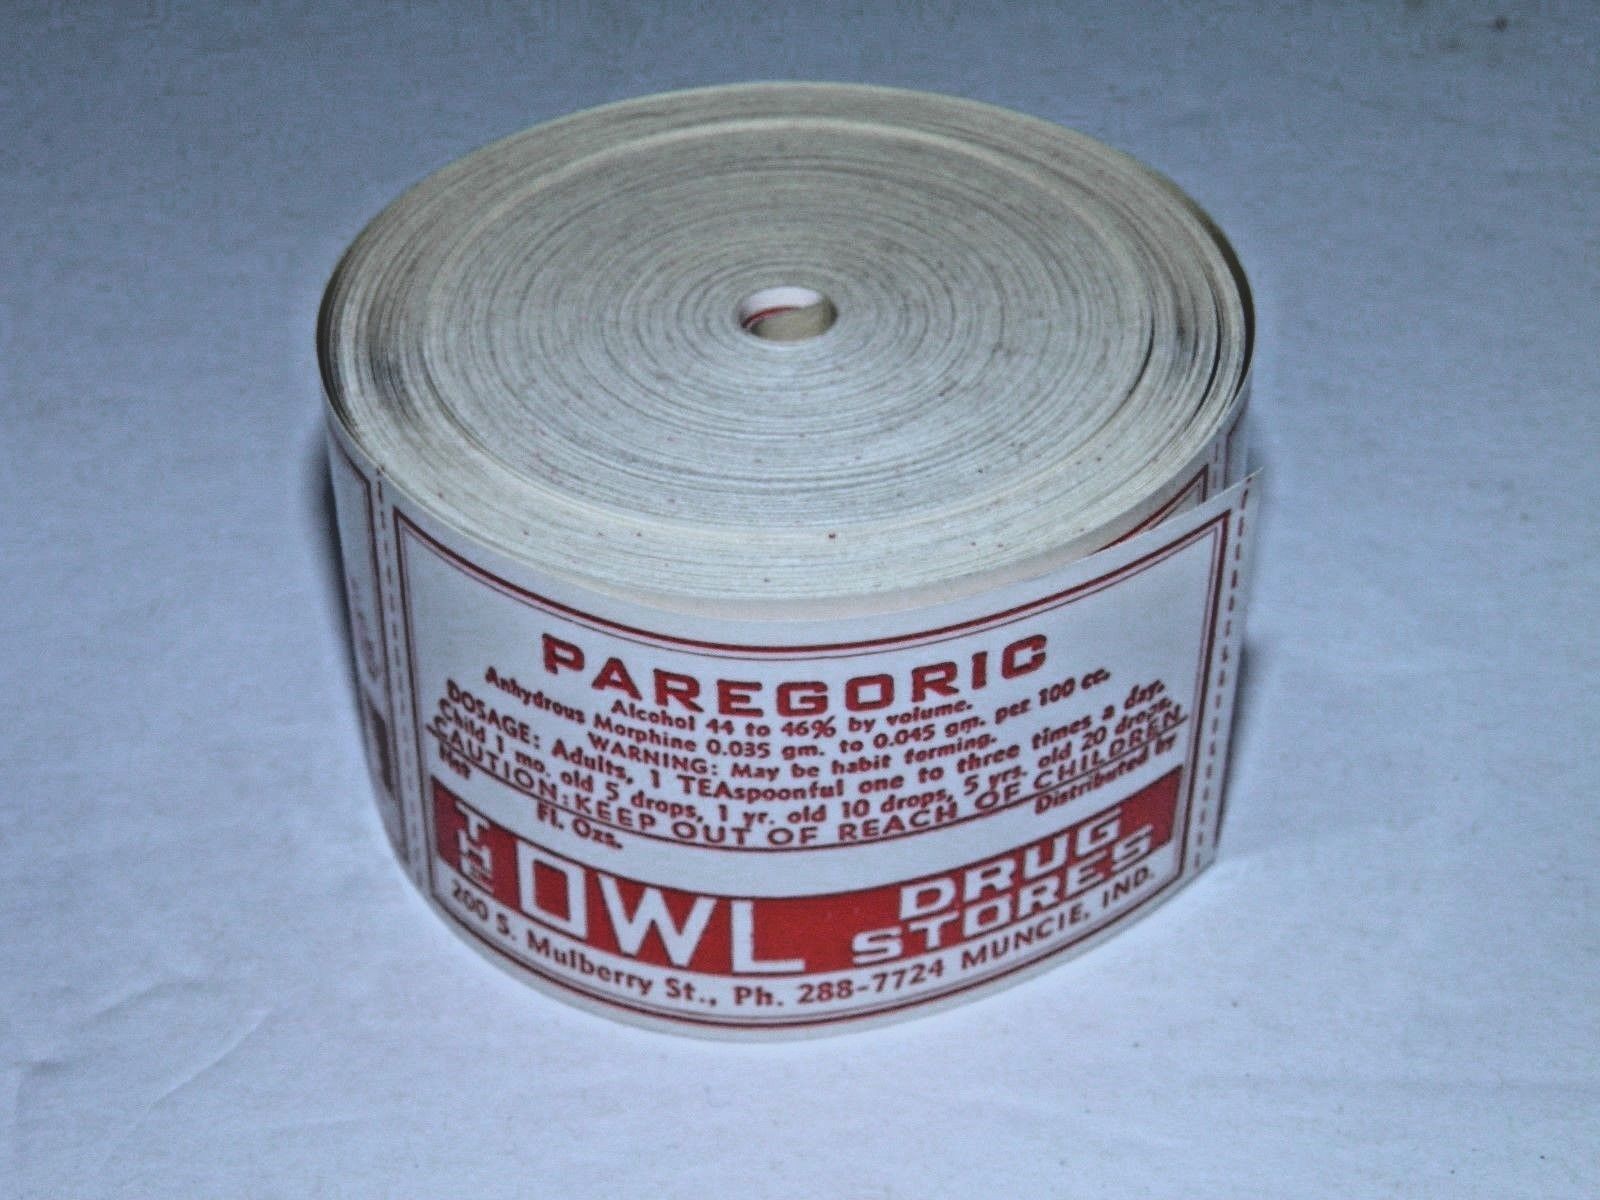 PAREGORIC
Alcohol 44 to 46% by volume.
Anhydrous Morphine 0.035 gm. to 0.045 gm. per 100 cc.
WARNING: May be habit forming.
DOSAGE: Adults, 1 TEAspoonful one to three times a day.
Child 1 mo. old 5 drops, 1 yr. old 10 drops, 5 yrs. old 20 drops.
CAUTION: KEEP OUT OF REACH OF CHILDREN
Net Fl. Ozs. Distributed by
THE OWL DRUG STORES
200 S. Mulberry St., Ph. 288-7724 MUNCIE, IND.